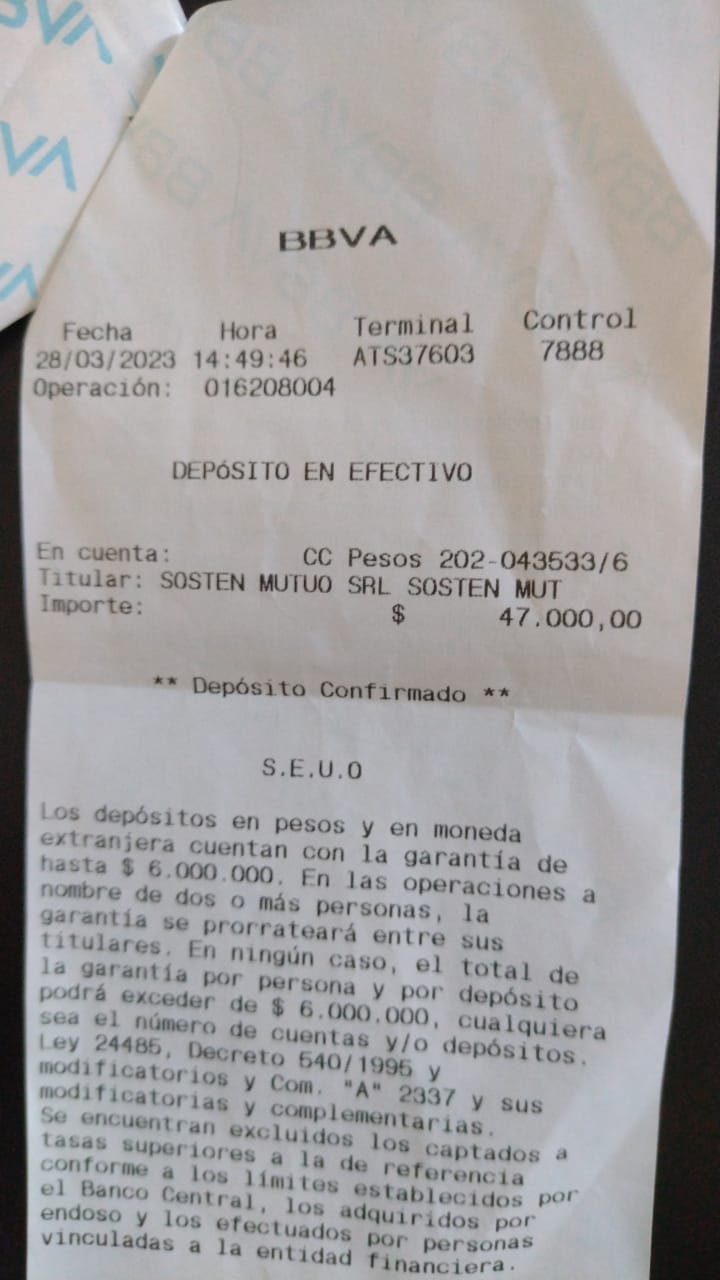 BBVA
Fecha Hora Terminal Control
28/03/2023 14:49:46 ATS37603 7888
Operación: 016208004
DEPóSITO EN EFECTIVO
En cuenta: CC Pesos 202-043533/6
Titular: SOSTEN MUTUO SRL SOSTEN MUT
Importe: $ 47.000,00
** Depósito Confirmado **
S.E.U.O
Los depósitos en pesos y en moneda
extranjera cuentan con la garantía de
hasta $ 6.000.000. En las operaciones a
nombre de dos o más personas, la
garantía se prorrateará entre sus
titulares. En ningún caso, el total de
la garantía por persona y por depósito
podrá exceder de $ 6.000.000, cualquiera
sea el número de cuentas y/o depósitos.
Ley 24485, Decreto 540/1995 y
modificatorios y Com. "A" 2337 y sus
modificatorias y complementarias.
Se encuentran excluidos los captados a
tasas superiores a la de referencia
conforme a los límites establecidos por
el Banco Central, los adquiridos por
endoso y los efectuados por personas
vinculadas a la entidad financiera.